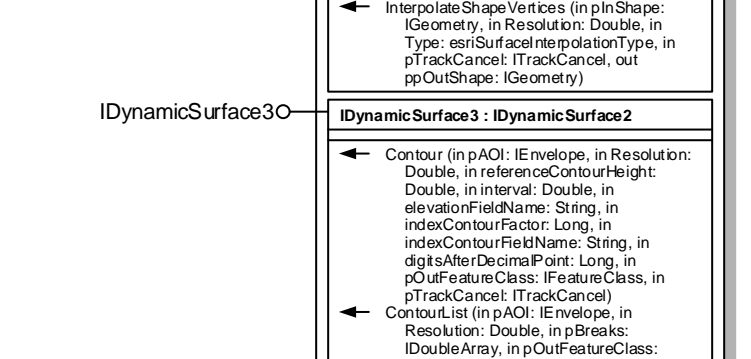 InterpolateShapeVertices (in pInShape:
IGeometry, in Resolution: Double, in
Type: esriSurfaceInterpolationType, in
pTrackCancel: ITrackCancel, out
ppOutShape: IGeometry)
IDynamicSurface3
IDynamicSurface3 : IDynamicSurface2
Contour (in pAOI: IEnvelope, in Resolution:
Double, in referenceContourHeight:
Double, in interval: Double, in
elevationFieldName: String, in
indexContourFactor: Long, in
indexContourFieldName: String, in
digitsAfterDecimalPoint: Long, in
pOutFeatureClass: IFeatureClass, in
pTrackCancel: ITrackCancel)
ContourList (in pAOI: IEnvelope, in
Resolution: Double, in pBreaks:
IDoubleArray, in pOutFeatureClass: